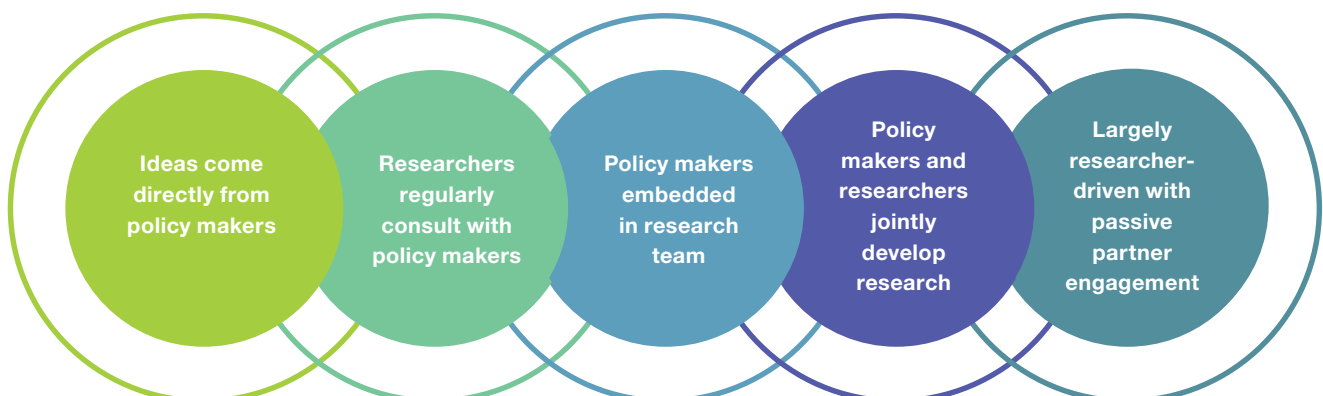 Ideas come
directly from
policy makers
Researchers
regularly
consult with
policy makers
Policy makers
embedded
in research
team
Policy
makers and
researchers
jointly
develop
research
Largely
researcher-
driven with
passive
partner
engagement